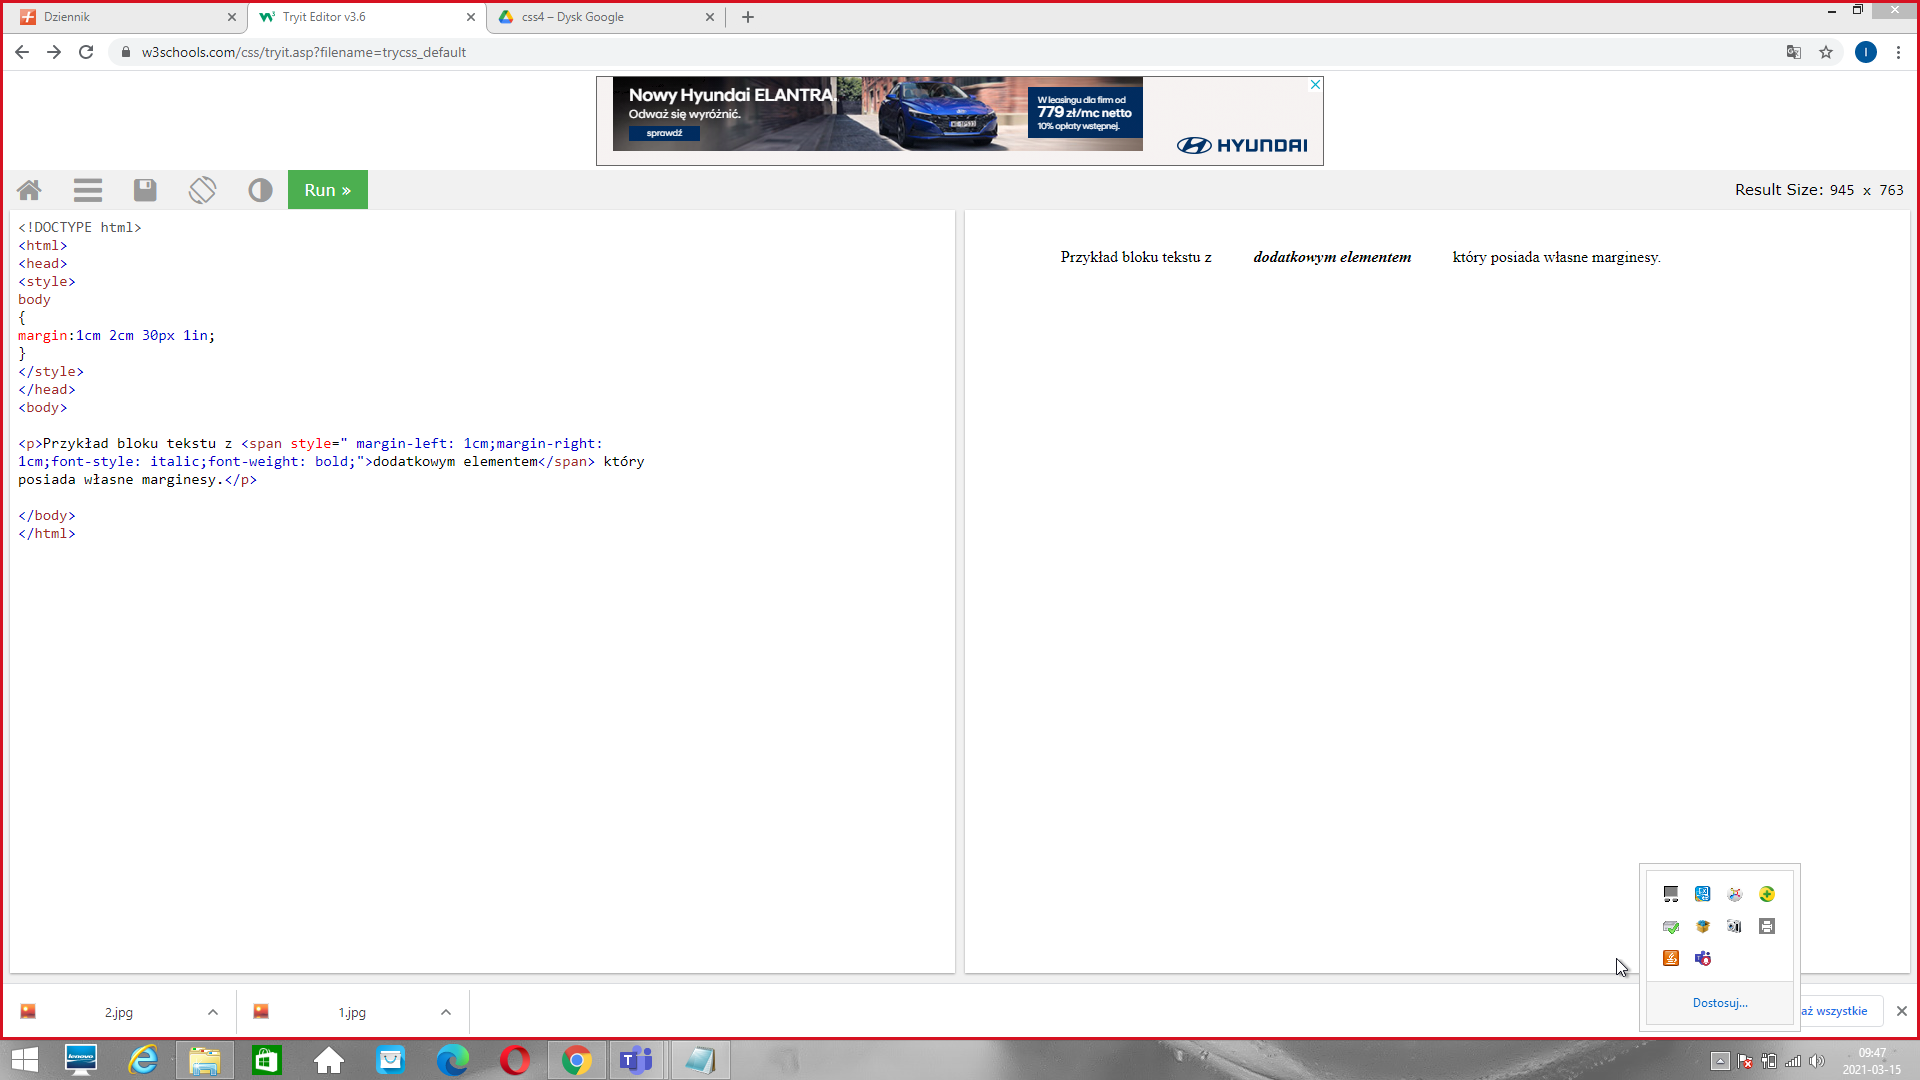 Dziennik
Tryit Editor v3.6
css4 – Dysk Google
w3schools.com/css/tryit.asp?filename=trycss_default
Nowy Hyundai ELANTRA.
Odważ się wyróżnić.
sprawdź
W leasingu dla firm od
779 zł/mc netto
10% opłaty wstępnej.
HYUNDAI
Run »
Result Size: 945 x 763
<!DOCTYPE html>
<html>
<head>
<style>
body
{
margin:1cm 2cm 30px 1in;
}
</style>
</head>
<body>
<p>Przykład bloku tekstu z <span style=" margin-left: 1cm;margin-right:
1cm;font-style: italic;font-weight: bold;">dodatkowym elementem</span> który
posiada własne marginesy.</p>
</body>
</html>
Przykład bloku tekstu z dodatkowym elementem który posiada własne marginesy.
Dostosuj...
2.jpg
1.jpg
aż wszystkie
lenovo
09:47
2021-03-15